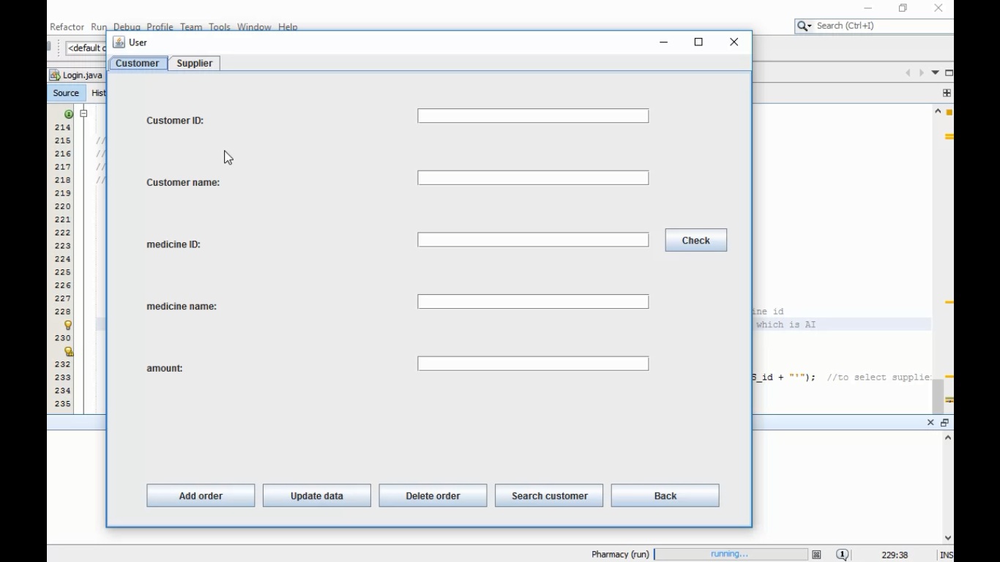 Refactor Run Debug Profile Team Tools Window Help
Search (Ctrl+I)
User
<default c
Customer Supplier
Login.java
Source Hist
Customer ID:
214
215 //
216 //
217 //
218 //
Customer name:
219
220
221
222
223
medicine ID:
Check
224
225
226
227
medicine name:
228 ine id
which is AI
230
232
amount:
233 S_id + "'"); //to select supplie
234
235
Add order Update data Delete order Search customer Back
Pharmacy (run) running... 1 229:38 INS